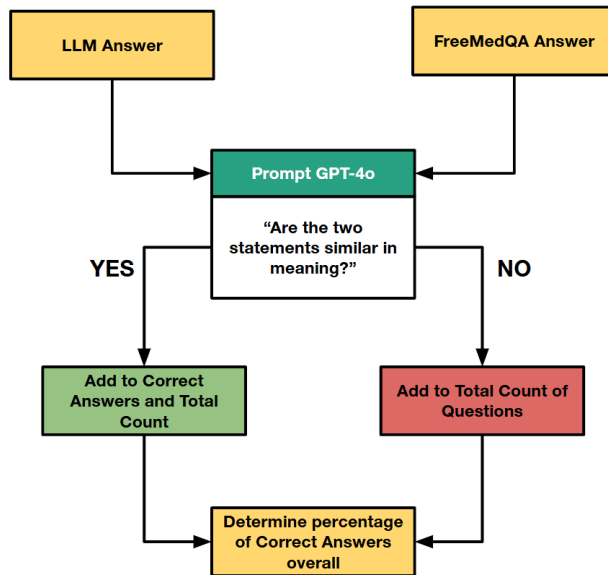 LLM Answer
FreeMedQA Answer
Prompt GPT-4o
“Are the two
statements similar in
meaning?”
YES
NO
Add to Correct
Answers and Total
Count
Add to Total Count of
Questions
Determine percentage
of Correct Answers
overall